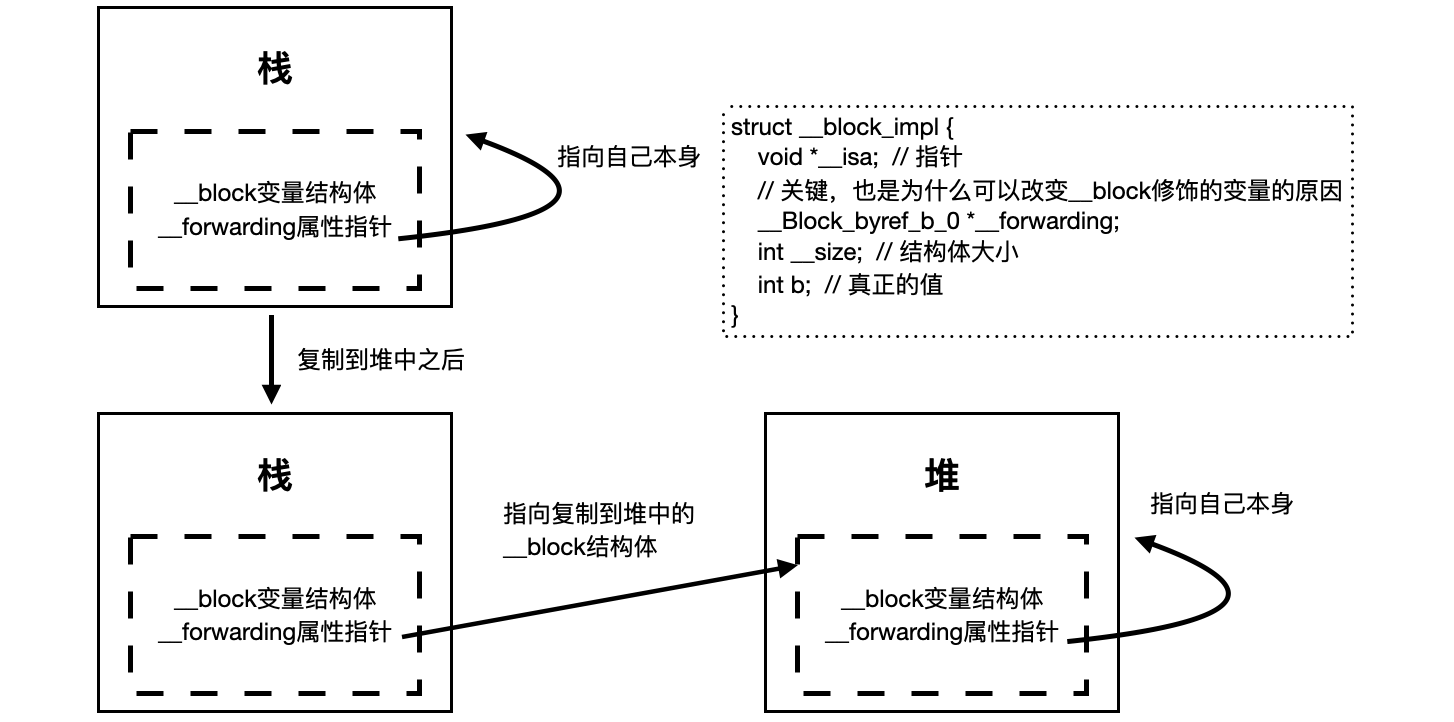 栈
__block变量结构体
__forwarding属性指针
指向自己本身
struct __block_impl {
void *__isa;  // 指针
// 关键，也是为什么可以改变__block修饰的变量的原因
__Block_byref_b_0 *__forwarding;
int __size;  // 结构体大小
int b;  // 真正的值
}
复制到堆中之后
栈
__block变量结构体
__forwarding属性指针
指向复制到堆中的
__block结构体
堆
__block变量结构体
__forwarding属性指针
指向自己本身